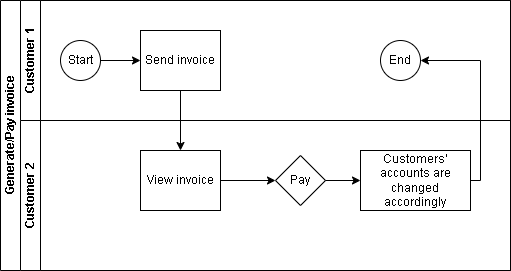 Generate/Pay invoice
Customer 1
Start
Send invoice
End
Customer 2
View invoice
Pay
Customers'
accounts are
changed
accordingly